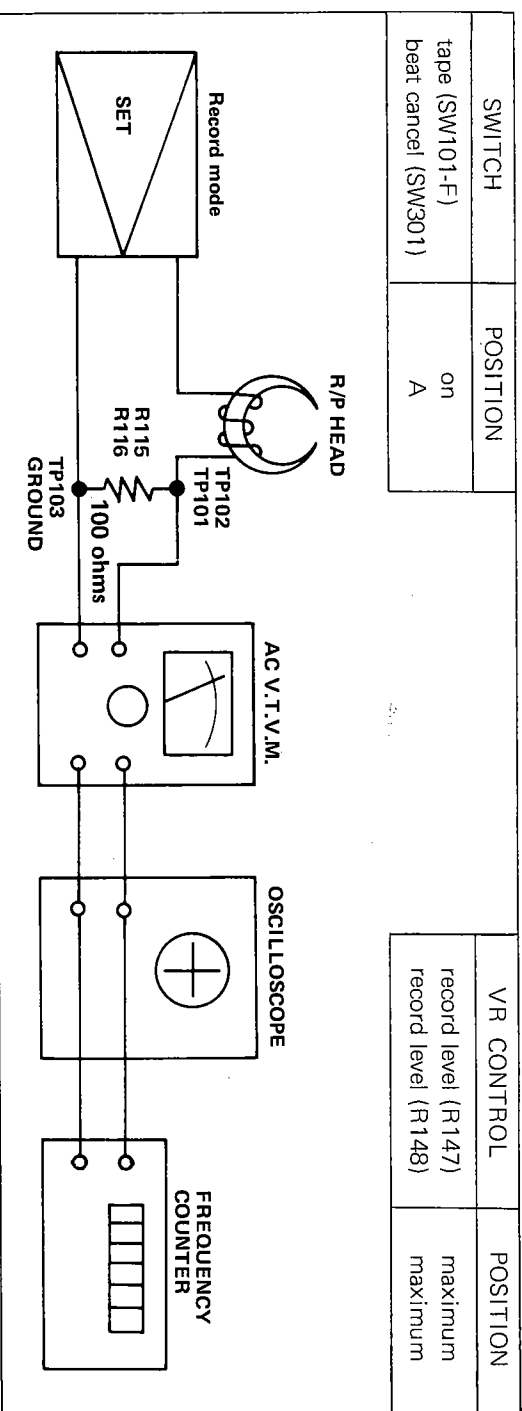 SWITCH POSITION
tape (SW101-F) on
beat cancel (SW301) A
VR CONTROL POSITION
record level (R147) maximum
record level (R148) maximum
Record mode
SET
R/P HEAD
TP102
TP101
R115
R116
100 ohms
TP103
GROUND
AC V.T.V.M.
OSCILLOSCOPE
FREQUENCY
COUNTER